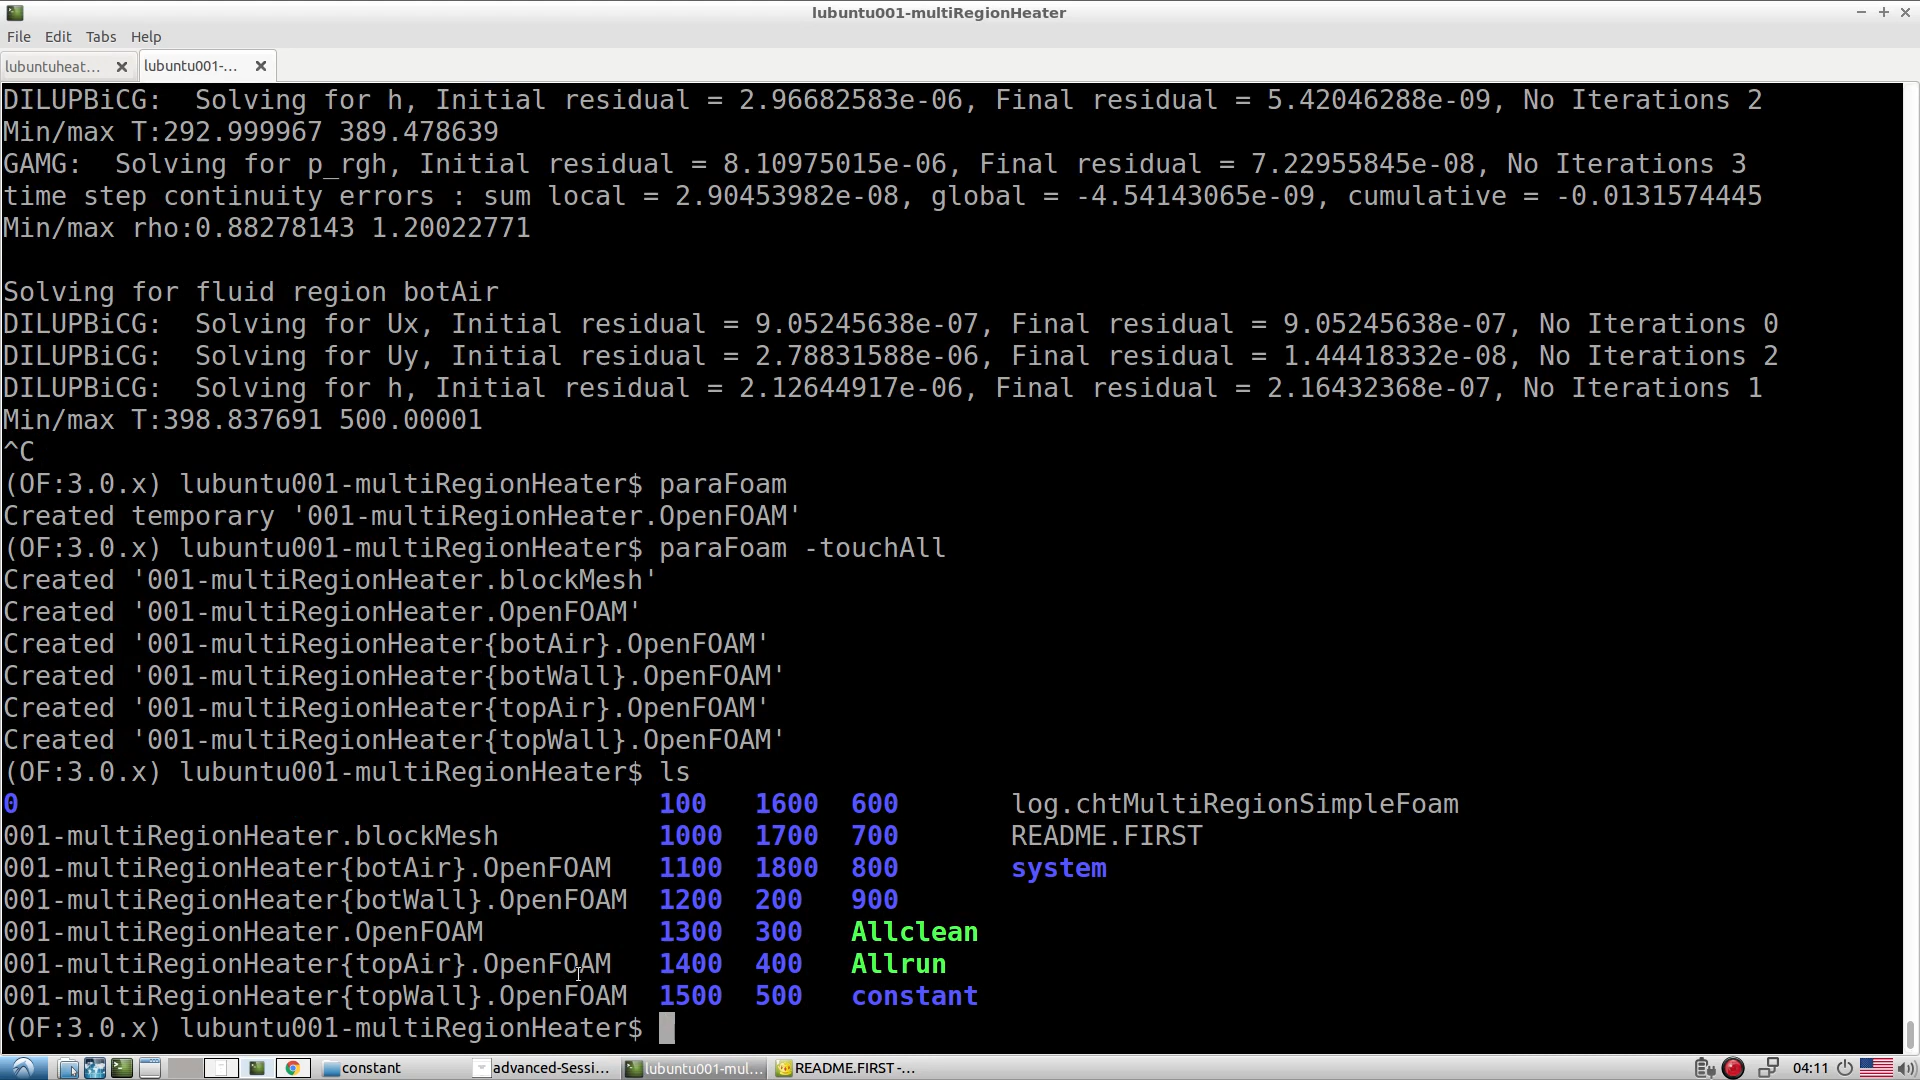 lubuntu001-multiRegionHeater
File Edit Tabs Help
lubuntuheat... lubuntu001-...
DILUPBiCG:  Solving for h, Initial residual = 2.96682583e-06, Final residual = 5.42046288e-09, No Iterations 2
Min/max T:292.999967 389.478639
GAMG:  Solving for p_rgh, Initial residual = 8.10975015e-06, Final residual = 7.22955845e-08, No Iterations 3
time step continuity errors : sum local = 2.90453982e-08, global = -4.54143065e-09, cumulative = -0.0131574445
Min/max rho:0.88278143 1.20022771
Solving for fluid region botAir
DILUPBiCG:  Solving for Ux, Initial residual = 9.05245638e-07, Final residual = 9.05245638e-07, No Iterations 0
DILUPBiCG:  Solving for Uy, Initial residual = 2.78831588e-06, Final residual = 1.44418332e-08, No Iterations 2
DILUPBiCG:  Solving for h, Initial residual = 2.12644917e-06, Final residual = 2.16432368e-07, No Iterations 1
Min/max T:398.837691 500.00001
^C
(OF:3.0.x) lubuntu001-multiRegionHeater$ paraFoam
Created temporary '001-multiRegionHeater.OpenFOAM'
(OF:3.0.x) lubuntu001-multiRegionHeater$ paraFoam -touchAll
Created '001-multiRegionHeater.blockMesh'
Created '001-multiRegionHeater.OpenFOAM'
Created '001-multiRegionHeater{botAir}.OpenFOAM'
Created '001-multiRegionHeater{botWall}.OpenFOAM'
Created '001-multiRegionHeater{topAir}.OpenFOAM'
Created '001-multiRegionHeater{topWall}.OpenFOAM'
(OF:3.0.x) lubuntu001-multiRegionHeater$ ls
0 100 1600 600 log.chtMultiRegionSimpleFoam
001-multiRegionHeater.blockMesh 1000 1700 700 README.FIRST
001-multiRegionHeater{botAir}.OpenFOAM 1100 1800 800 system
001-multiRegionHeater{botWall}.OpenFOAM 1200 200 900
001-multiRegionHeater.OpenFOAM 1300 300 Allclean
001-multiRegionHeater{topAir}.OpenFOAM 1400 400 Allrun
001-multiRegionHeater{topWall}.OpenFOAM 1500 500 constant
(OF:3.0.x) lubuntu001-multiRegionHeater$
constant advanced-Sessi... lubuntu001-mul... README.FIRST -... 04:11